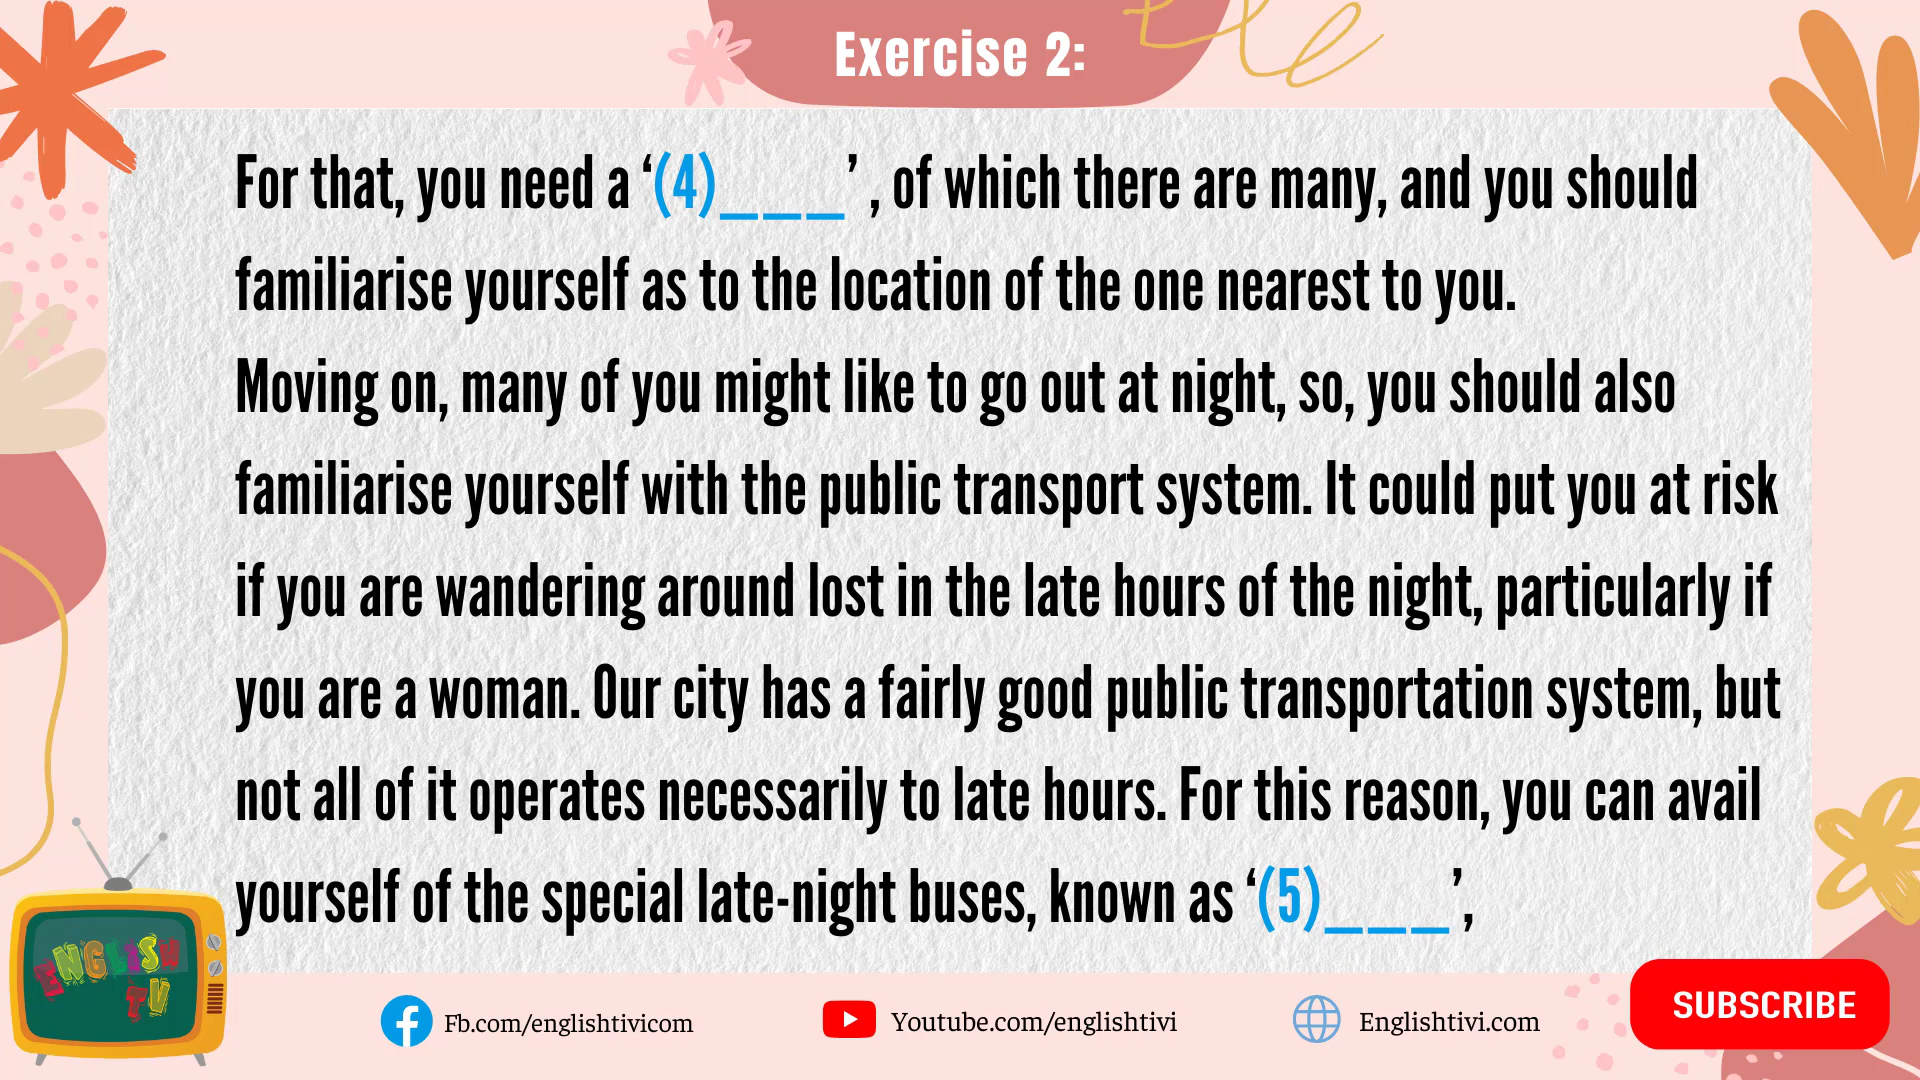 Exercise 2:
For that, you need a ‘(4)___’ , of which there are many, and you should
familiarise yourself as to the location of the one nearest to you.
Moving on, many of you might like to go out at night, so, you should also
familiarise yourself with the public transport system. It could put you at risk
if you are wandering around lost in the late hours of the night, particularly if
you are a woman. Our city has a fairly good public transportation system, but
not all of it operates necessarily to late hours. For this reason, you can avail
yourself of the special late-night buses, known as ‘(5)___’,
ENGLISH
TV
Fb.com/englishtivicom
Youtube.com/englishtivi
Englishtivi.com
SUBSCRIBE